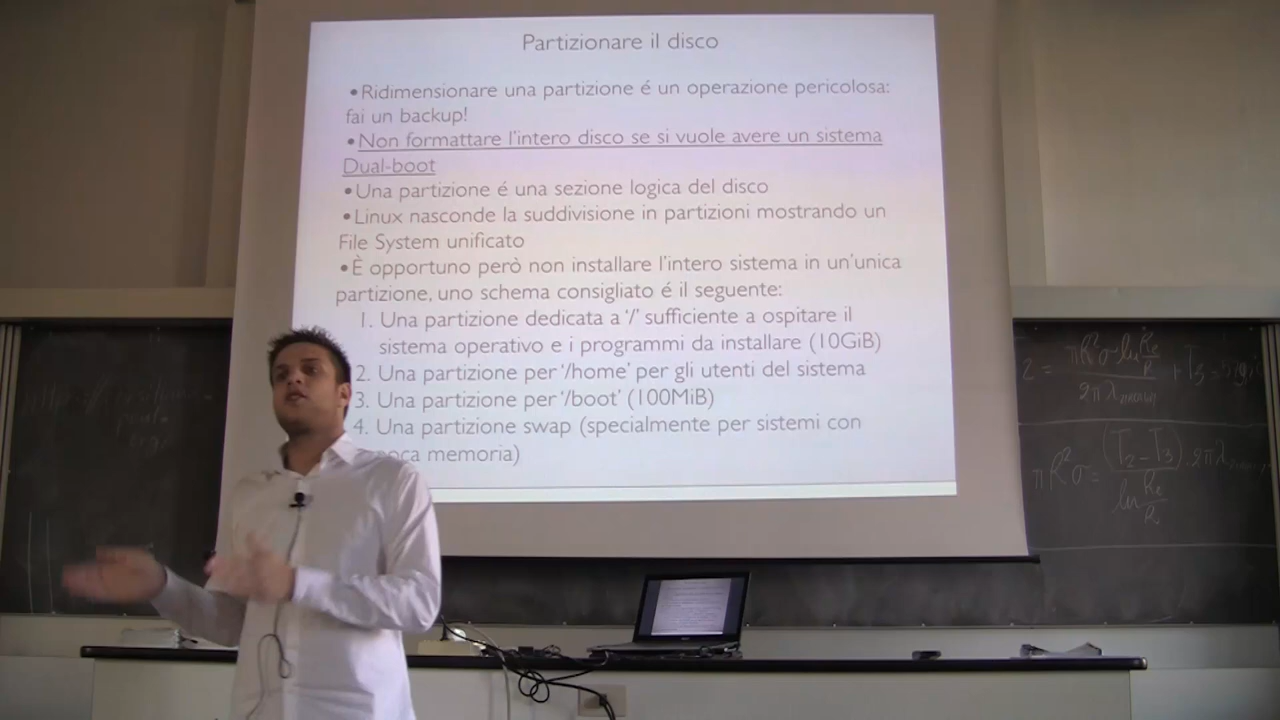 Partizionare il disco
•Ridimensionare una partizione é un operazione pericolosa:
fai un backup!
•Non formattare l'intero disco se si vuole avere un sistema
Dual-boot
•Una partizione é una sezione logica del disco
•Linux nasconde la suddivisione in partizioni mostrando un
File System unificato
•È opportuno però non installare l'intero sistema in un'unica
partizione, uno schema consigliato é il seguente:
1. Una partizione dedicata a '/' sufficiente a ospitare il
sistema operativo e i programmi da installare (10GiB)
2. Una partizione per '/home' per gli utenti del sistema
3. Una partizione per '/boot' (100MiB)
4. Una partizione swap (specialmente per sistemi con
memoria)